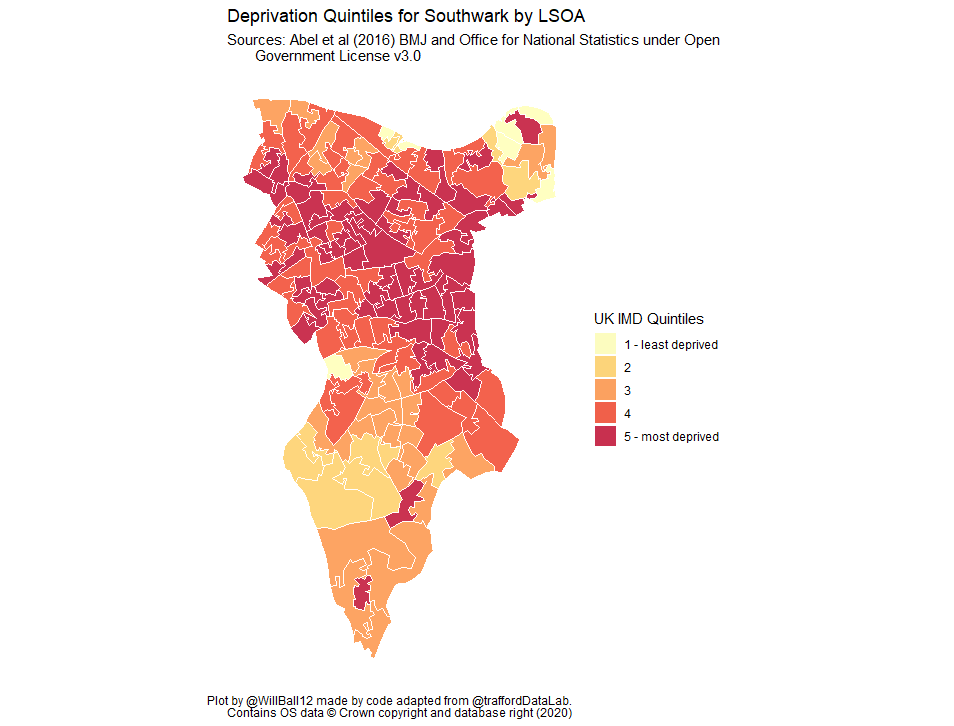 Deprivation Quintiles for Southwark by LSOA
Sources: Abel et al (2016) BMJ and Office for National Statistics under Open
Government License v3.0
UK IMD Quintiles
1 - least deprived
2
3
4
5 - most deprived
Plot by @WillBall12 made by code adapted from @traffordDataLab.
Contains OS data © Crown copyright and database right (2020)